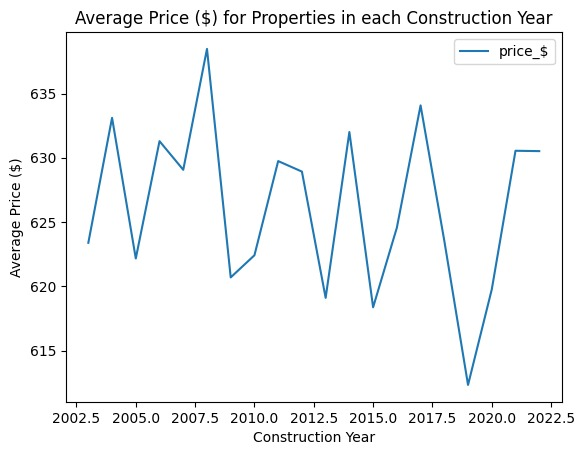 Average Price ($) for Properties in each Construction Year
price_$
Average Price ($)
635
630
625
620
615
2002.5 2005.0 2007.5 2010.0 2012.5 2015.0 2017.5 2020.0 2022.5
Construction Year